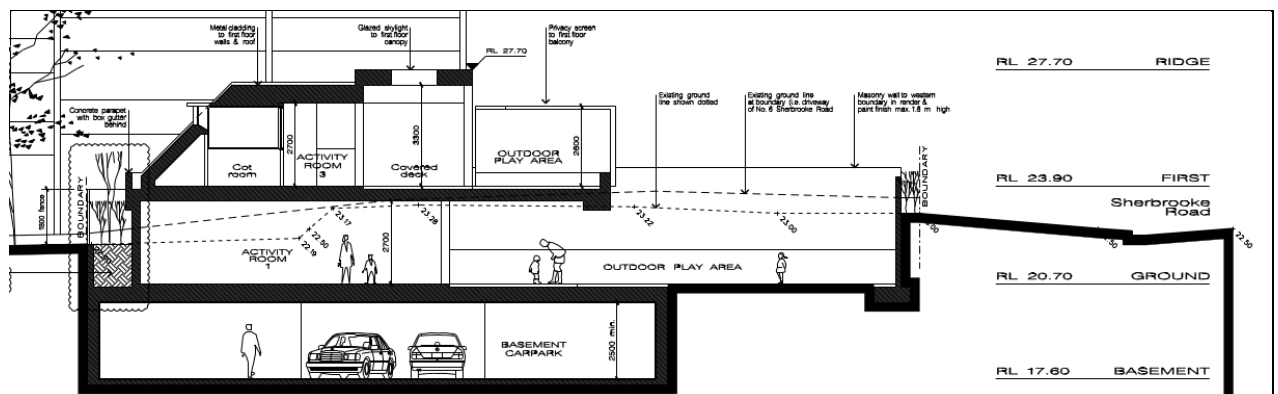 Metal cladding
to first floor
walls & roof
Glazed skylight
to first floor
canopy
Privacy screen
to first floor
balcony
RL 27.70
RL 27.70 RIDGE
Concrete parapet
with box gutter
behind
Existing ground
line shown dotted
Existing ground line
at boundary (i.e. driveway
of No. 6 Sherbrooke Road)
Masonry wall to western
boundary in render &
paint finish max. 1.8 m high
2700
3300
2600
Cot
room
ACTIVITY
ROOM
3
Covered
deck
OUTDOOR
PLAY AREA
BOUNDARY
RL 23.90 FIRST
Sherbrooke
Road
1800 fence
BOUNDARY
23.17
23.28
23.22
23.00
22.50
22.19
22.50
2700
ACTIVITY
ROOM
1
OUTDOOR PLAY AREA
RL 20.70 GROUND
BASEMENT
CARPARK
2500 min.
RL 17.60 BASEMENT